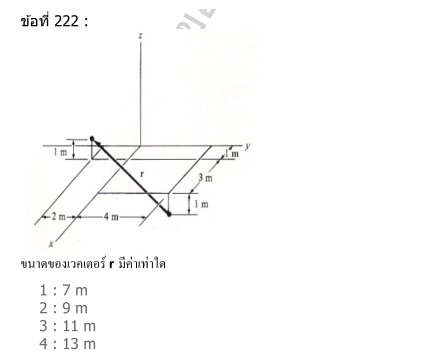 ข้อที่ 222 :
z
y
1 m
1 m
r
3 m
1 m
2 m
4 m
x
ขนาดของเวคเตอร์ r มีค่าเท่าใด
1 : 7 m
2 : 9 m
3 : 11 m
4 : 13 m